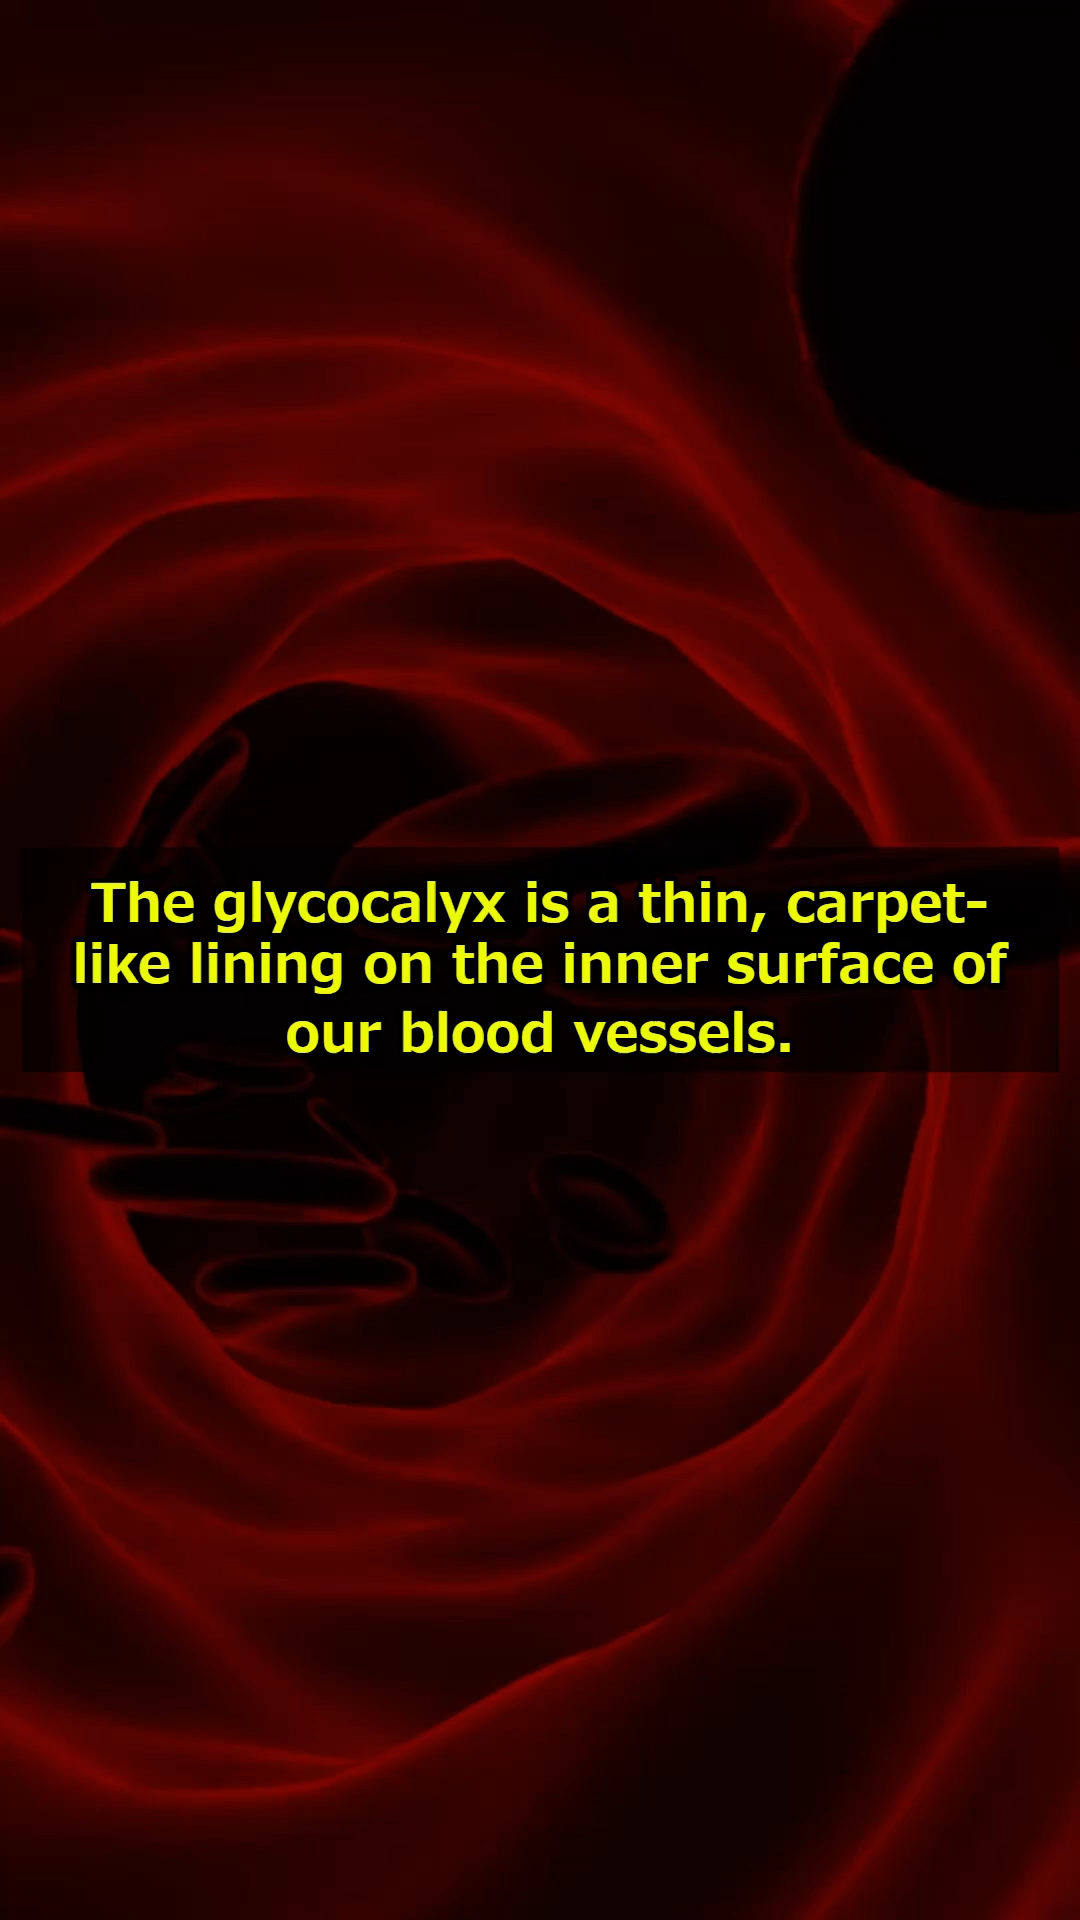 The glycocalyx is a thin, carpet-
like lining on the inner surface of
our blood vessels.